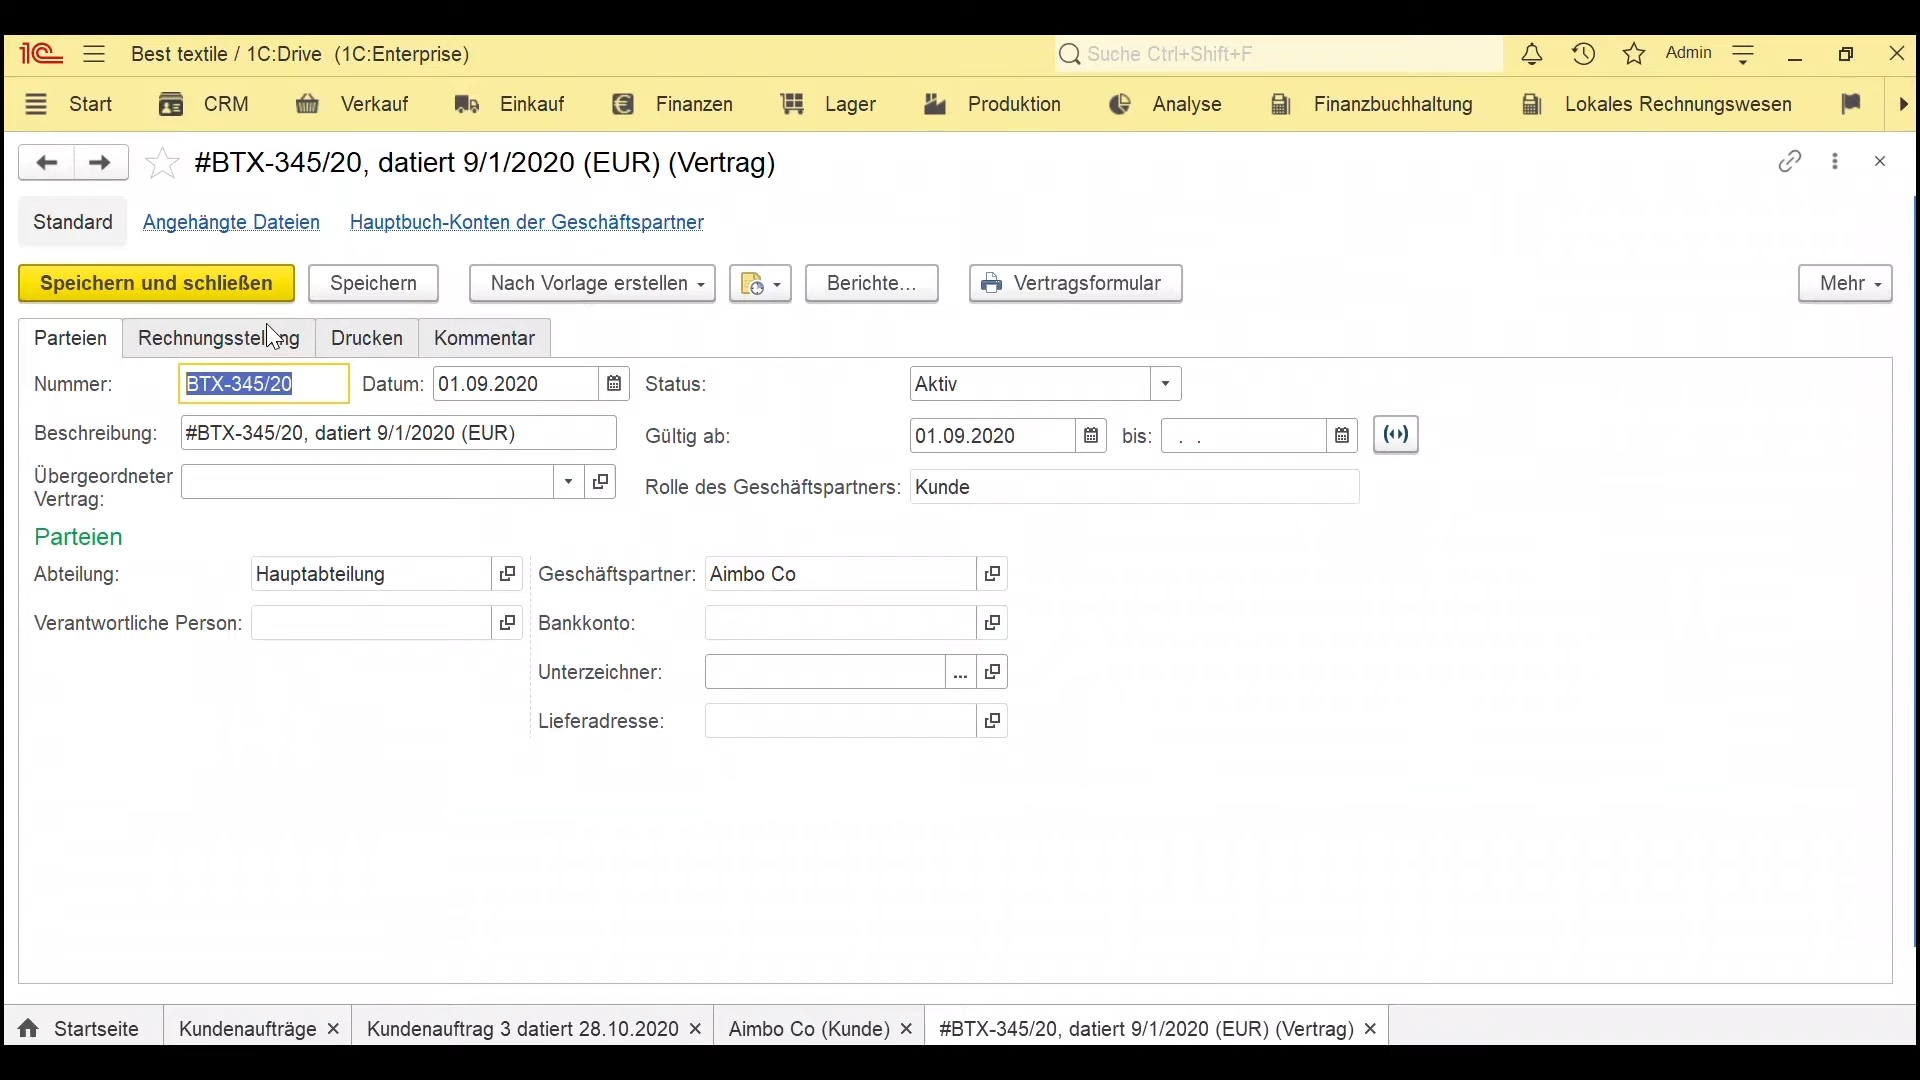 1C Best textile / 1C:Drive (1C:Enterprise) Suche Ctrl+Shift+F Admin
Start CRM Verkauf Einkauf Finanzen Lager Produktion Analyse Finanzbuchhaltung Lokales Rechnungswesen
#BTX-345/20, datiert 9/1/2020 (EUR) (Vertrag)
Standard Angehängte Dateien Hauptbuch-Konten der Geschäftspartner
Speichern und schließen Speichern Nach Vorlage erstellen Berichte... Vertragsformular Mehr
Parteien Rechnungsstellung Drucken Kommentar
Nummer: BTX-345/20 Datum: 01.09.2020 Status: Aktiv
Beschreibung: #BTX-345/20, datiert 9/1/2020 (EUR) Gültig ab: 01.09.2020 bis: . .
Übergeordneter
Vertrag:
Rolle des Geschäftspartners: Kunde
Parteien
Abteilung: Hauptabteilung Geschäftspartner: Aimbo Co
Verantwortliche Person: Bankkonto:
Unterzeichner: ...
Lieferadresse:
Startseite Kundenaufträge Kundenauftrag 3 datiert 28.10.2020 Aimbo Co (Kunde) #BTX-345/20, datiert 9/1/2020 (EUR) (Vertrag)